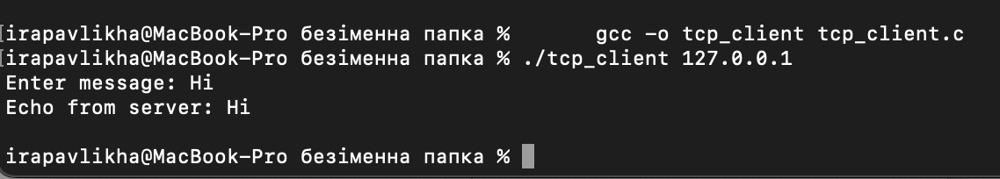 [irapavlikha@MacBook-Pro безіменна папка %       gcc -o tcp_client tcp_client.c
[irapavlikha@MacBook-Pro безіменна папка % ./tcp_client 127.0.0.1
Enter message: Hi
Echo from server: Hi
irapavlikha@MacBook-Pro безіменна папка %